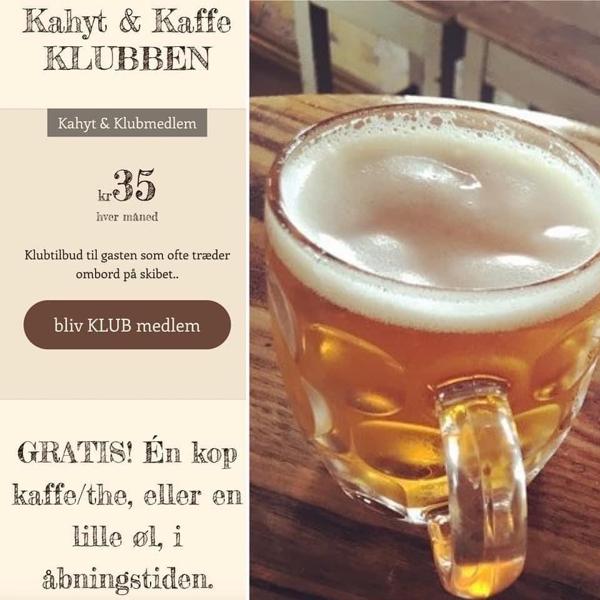 Kahyt & Kaffe
KLUBBEN
Kahyt & Klubmedlem
kr35
hver måned
Klubtilbud til gasten som ofte træder
ombord på skibet..
bliv KLUB medlem
GRATIS! Én kop
kaffe/the, eller en
lille øl, i
åbningstiden.